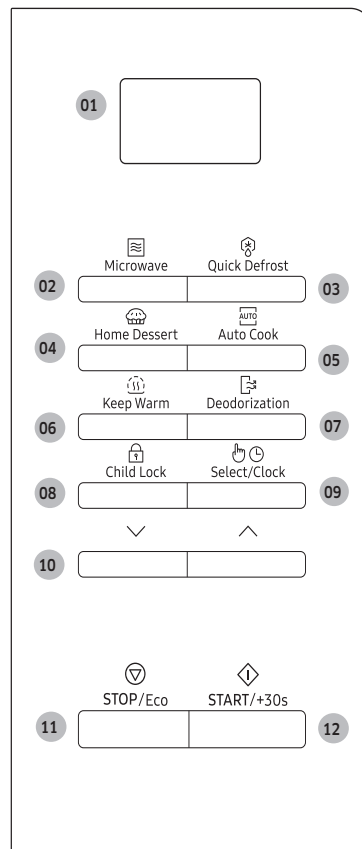 01
Microwave Quick Defrost
02 03
AUTO
Home Dessert Auto Cook
04 05
Keep Warm Deodorization
06 07
Child Lock Select/Clock
08 09
10
STOP/Eco START/+30s
11 12